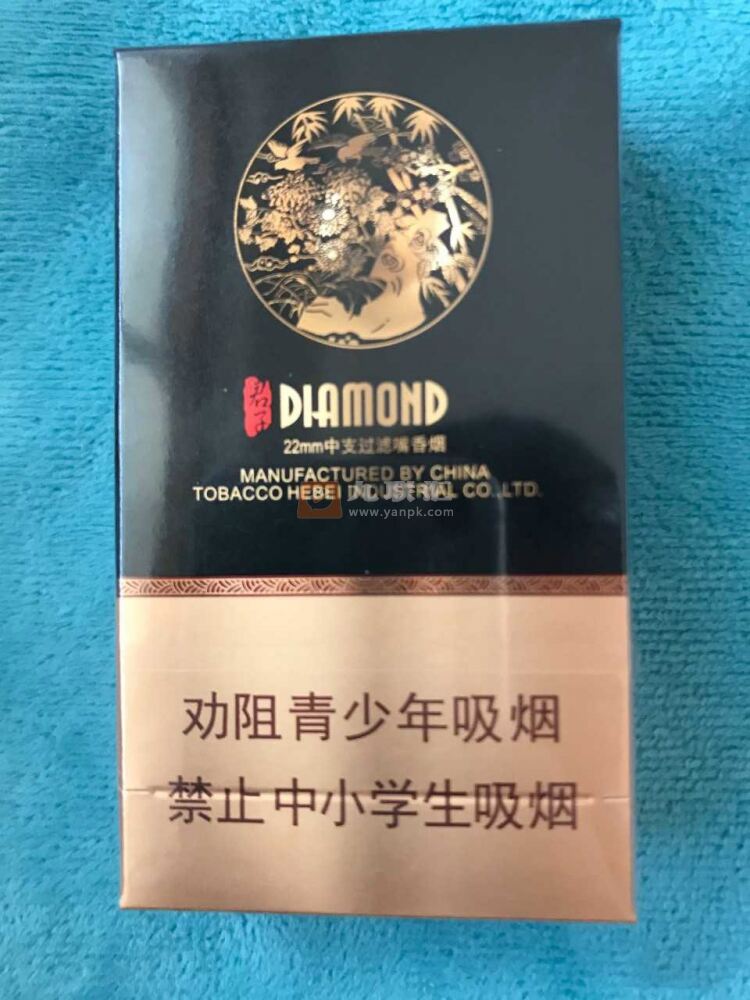 君子
DIAMOND
22mm中支过滤嘴香烟
MANUFACTURED BY CHINA
TOBACCO HEBEI INDUSTRIAL CO.,LTD.
www.yanpk.com
劝阻青少年吸烟
禁止中小学生吸烟